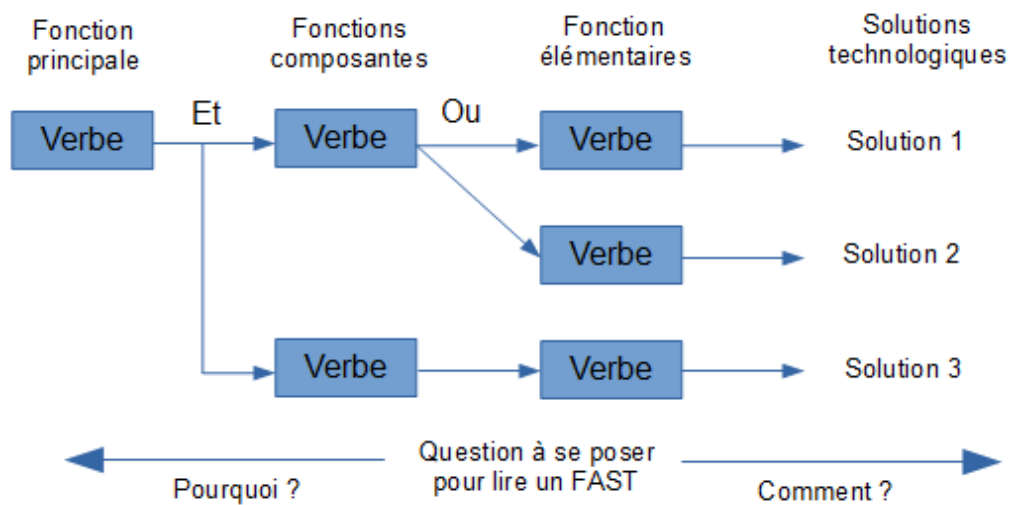 Fonction
principale
Fonctions
composantes
Fonction
élémentaires
Solutions
technologiques
Verbe
Et
Verbe
Ou
Verbe
Solution 1
Verbe
Solution 2
Verbe
Verbe
Solution 3
Pourquoi ?
Question à se poser
pour lire un FAST
Comment ?